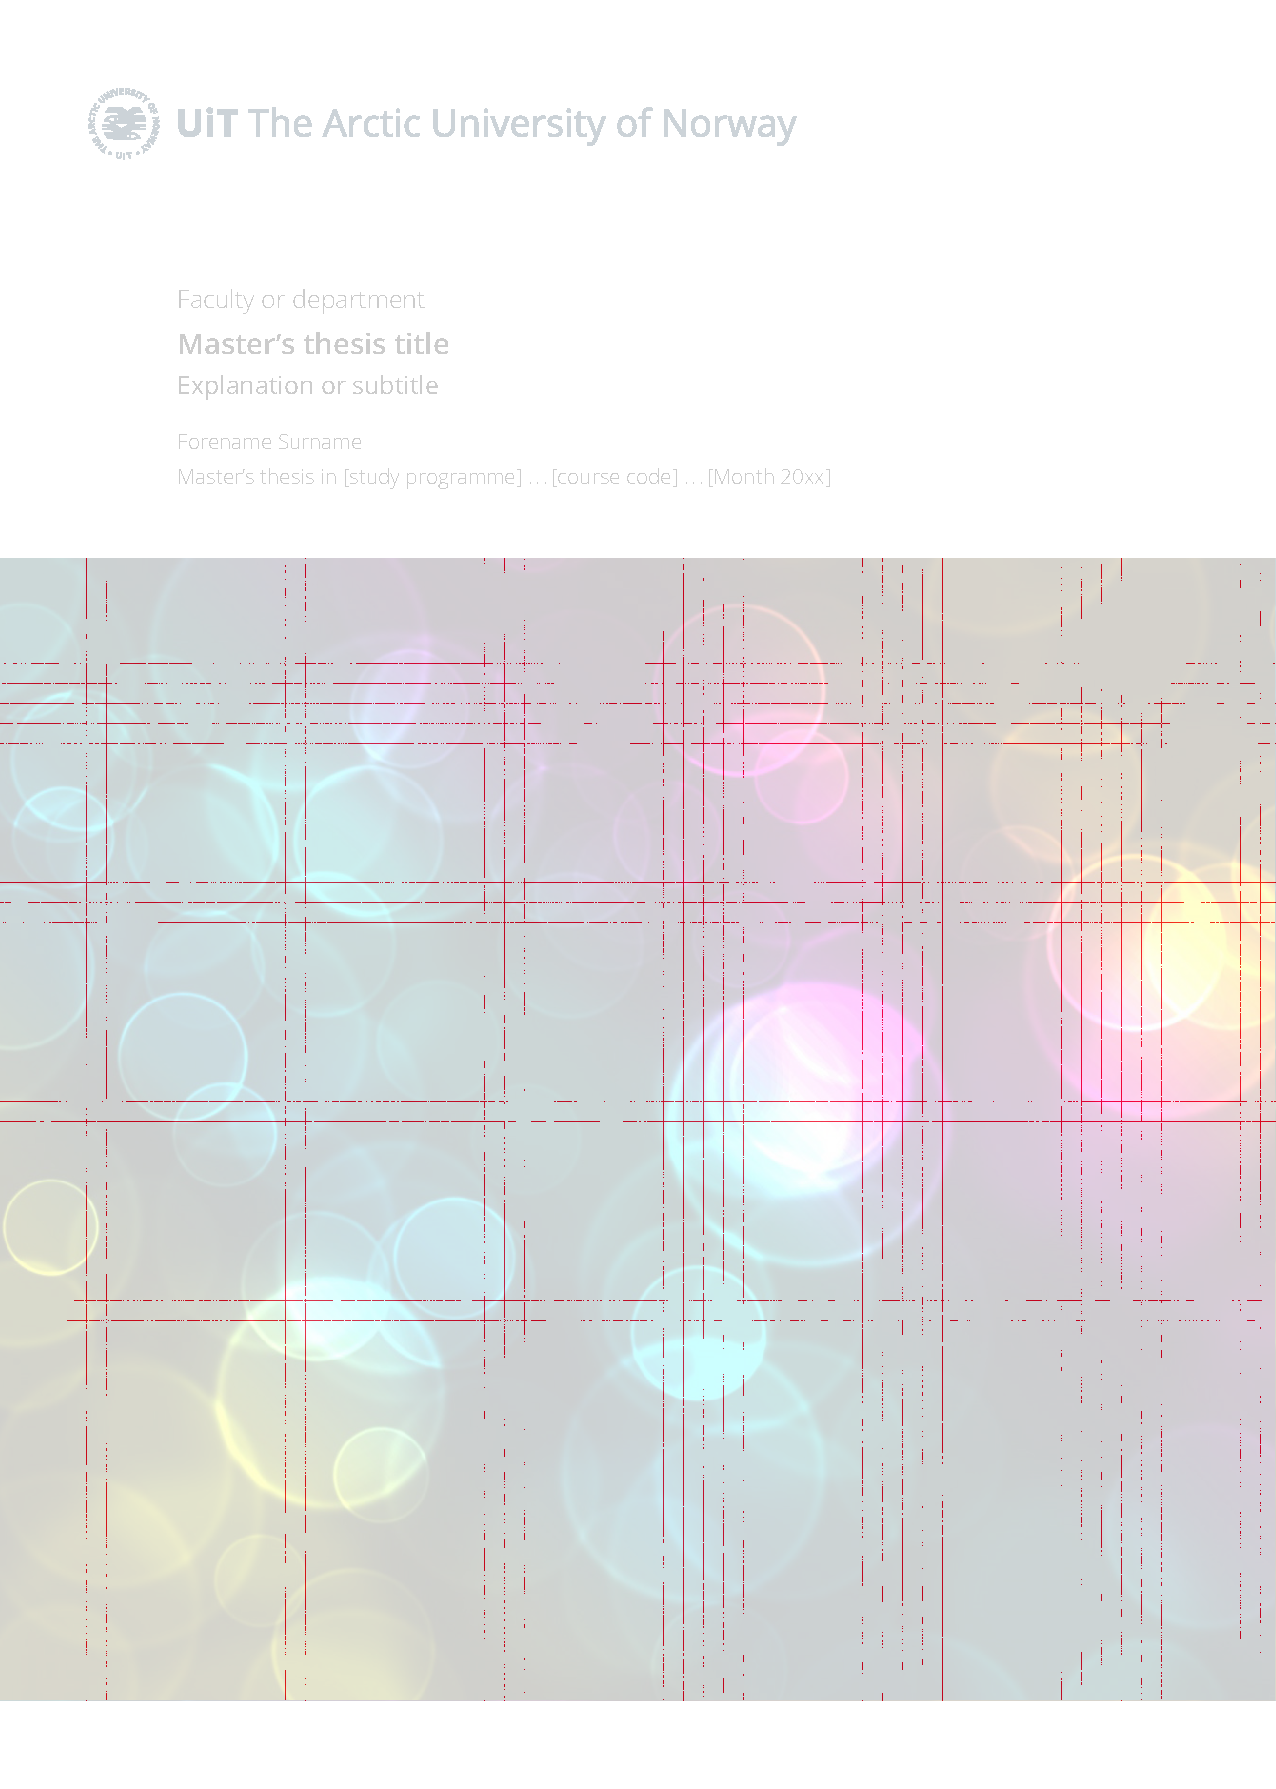 THE ARCTIC UNIVERSITY OF NORWAY • UiT •
UiT The Arctic University of Norway
Faculty or department
Master’s thesis title
Explanation or subtitle
Forename Surname
Master’s thesis in [study programme] … [course code] … [Month 20xx]